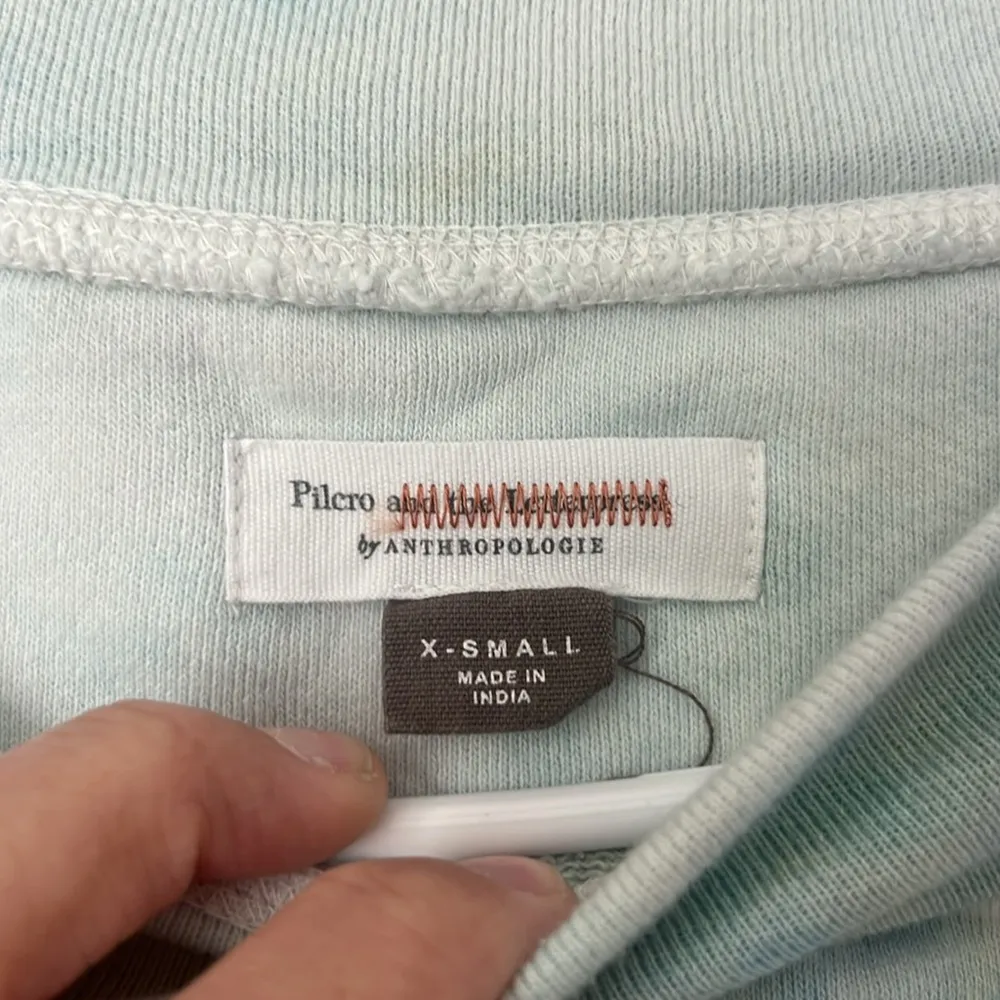 Pilcro and the Letterpress
by ANTHROPOLOGIE
X-SMALL
MADE IN
INDIA